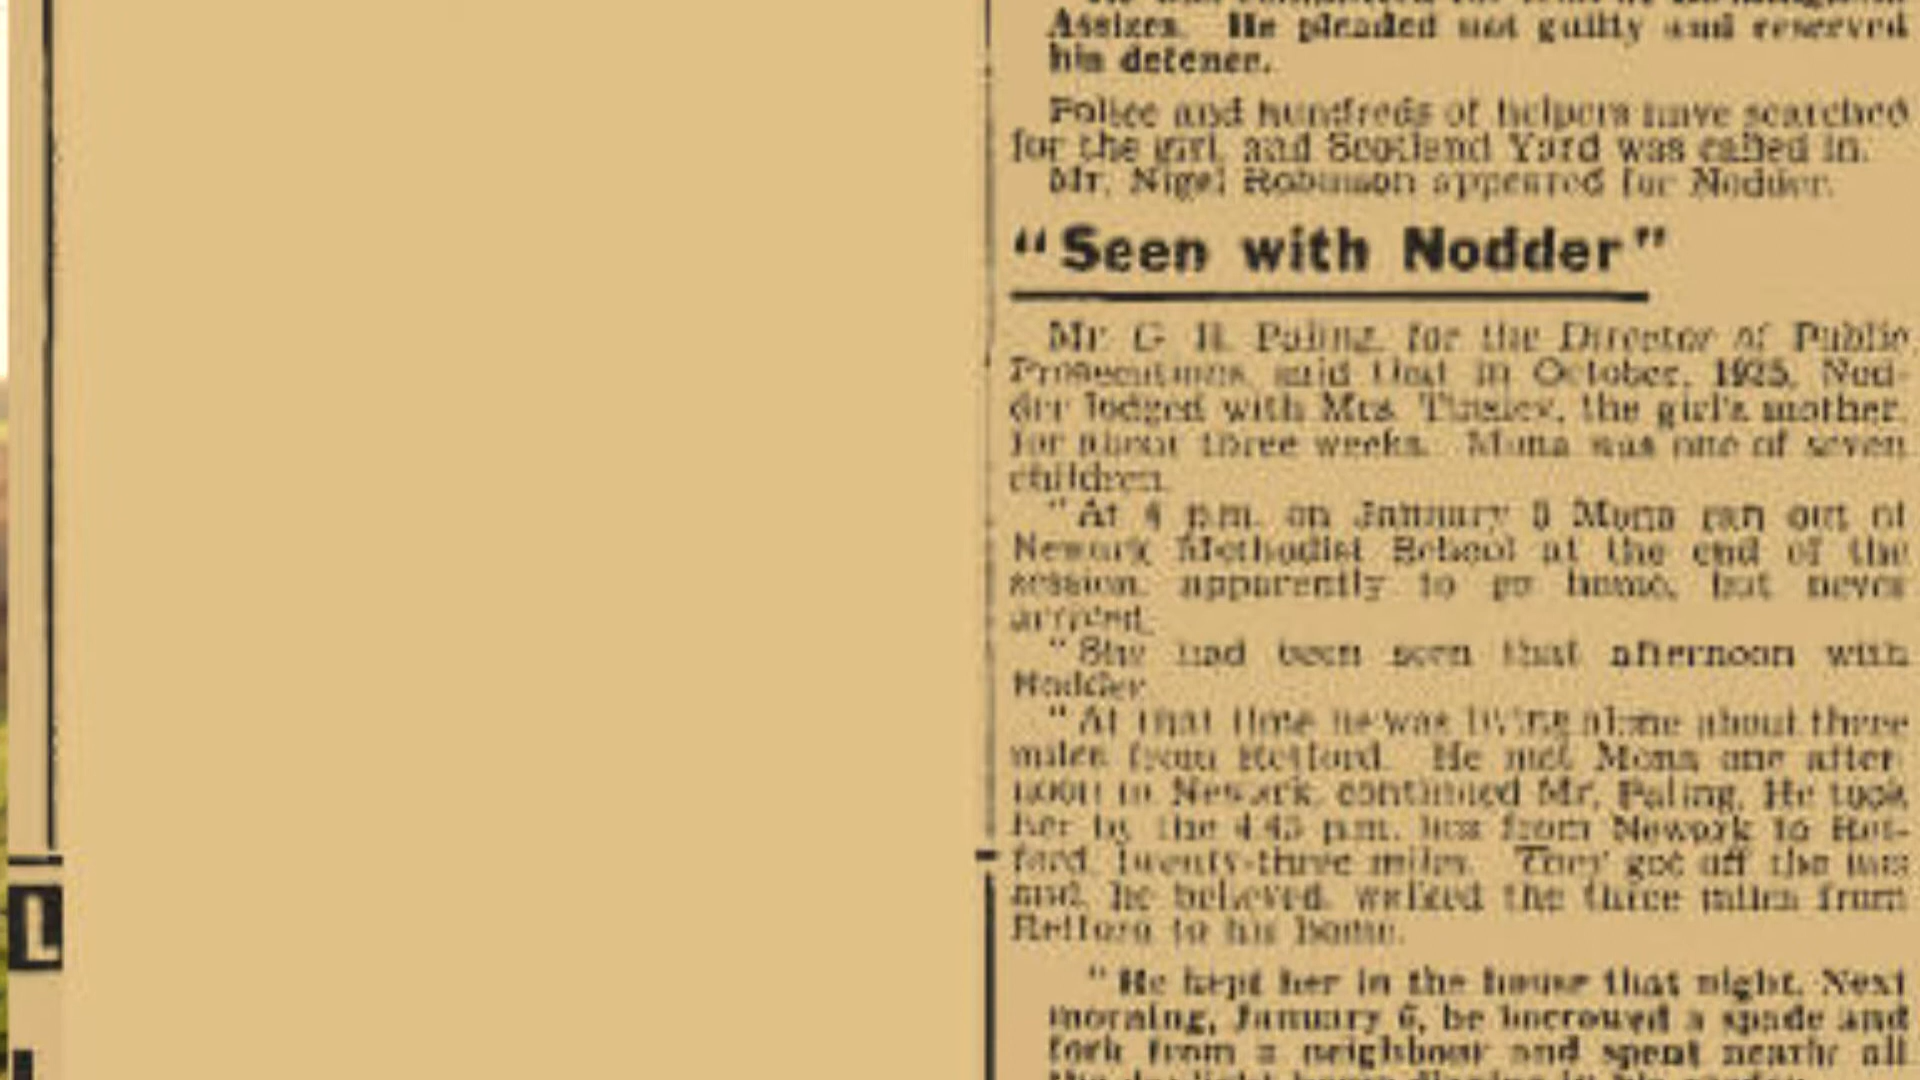 Assizes. He pleaded not guilty and reserved
his defence.
Police and hundreds of helpers have searched
for the girl, and Scotland Yard was called in.
Mr. Nigel Robinson appeared for Nodder.
"Seen with Nodder"
Mr. G. H. Paling, for the Director of Public
Prosecutions, said that in October, 1935, Nod-
der lodged with Mrs. Tinsley, the girl's mother,
for about three weeks. Mona was one of seven
children.
"At 4 p.m. on January 5 Mona ran out of
Newark Methodist School at the end of the
session, apparently to go home, but never
arrived.
"She had been seen that afternoon with
Nodder.
"At that time he was living alone about three
miles from Retford. He met Mona one after-
noon in Newark, continued Mr. Paling. He took
her by the 4.45 p.m. bus from Newark to Ret-
ford, twenty-three miles. They got off the bus
and, he believed, walked the three miles from
Retford to his home.
"He kept her in the house that night. Next
morning, January 6, he borrowed a spade and
fork from a neighbour and spent nearly all
L